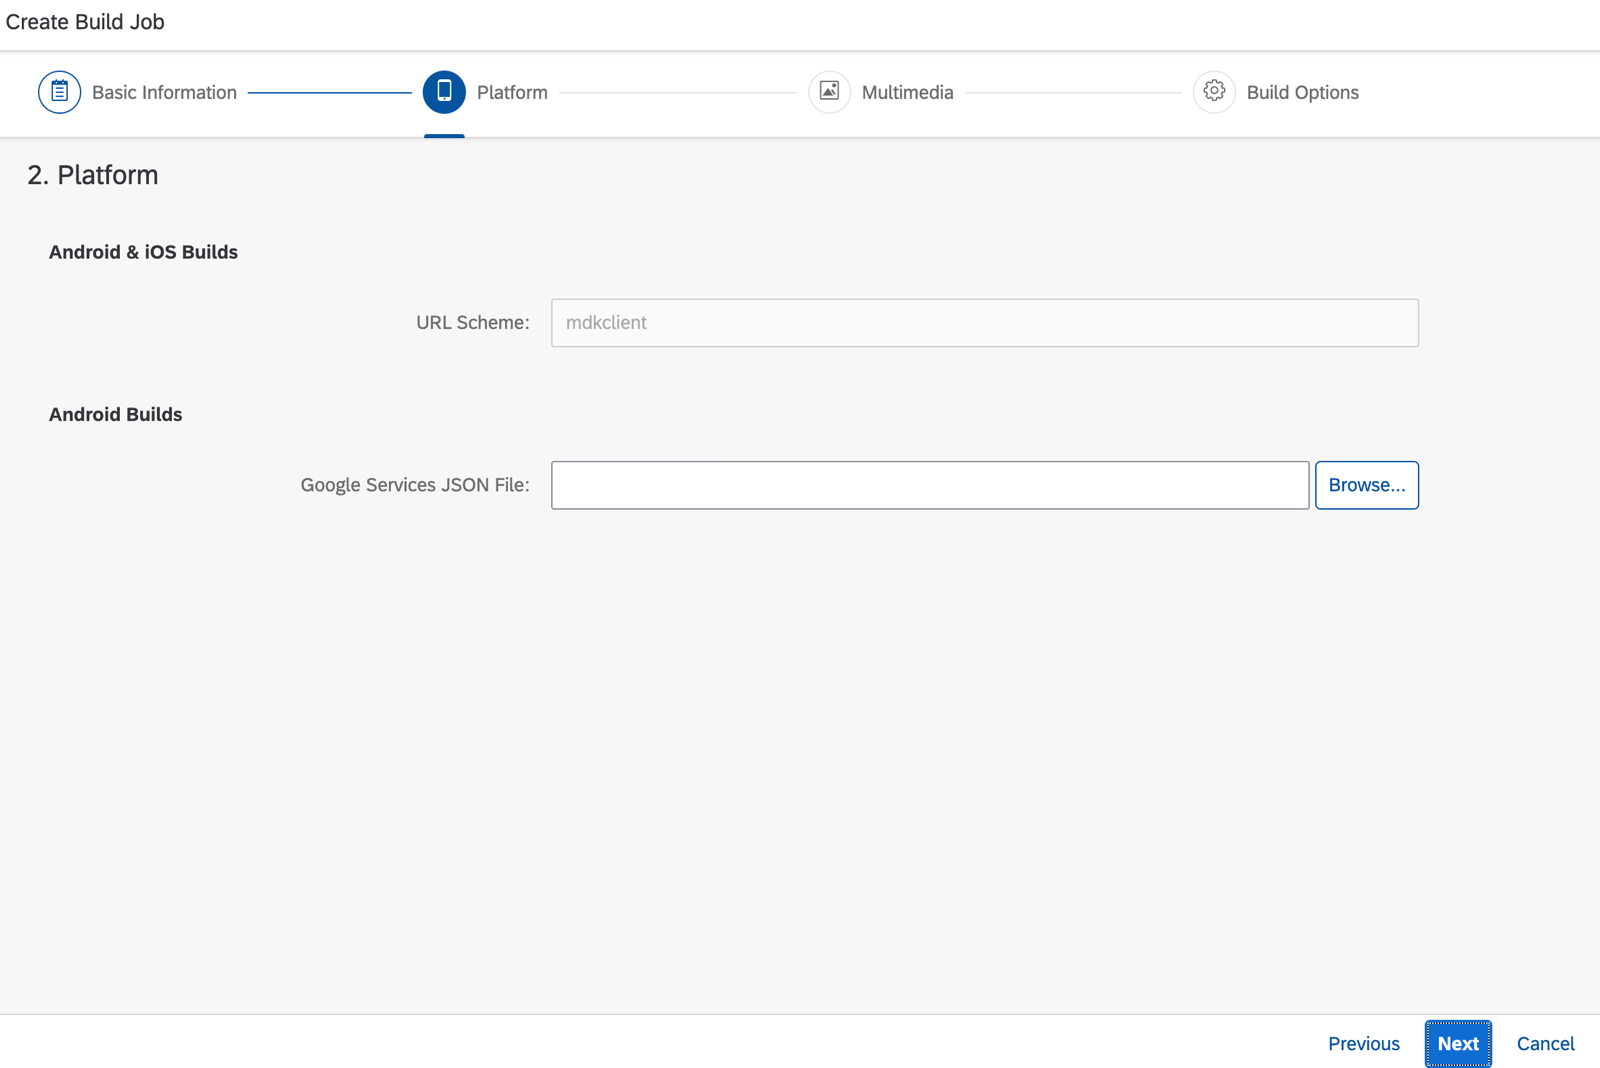 Create Build Job
Basic Information
Platform
Multimedia
Build Options
2. Platform
Android & iOS Builds
URL Scheme: mdkclient
Android Builds
Google Services JSON File: Browse...
Previous Next Cancel